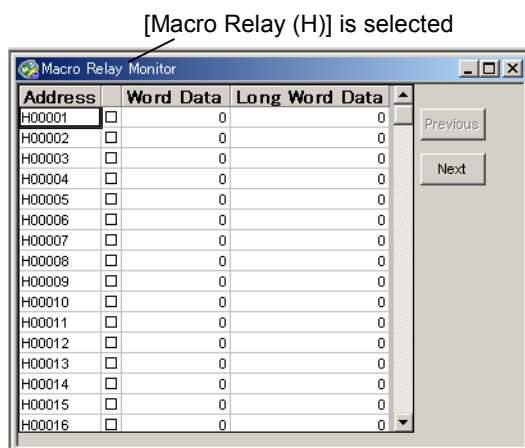 [Macro Relay (H)] is selected
Macro Relay Monitor
Address Word Data Long Word Data
H00001 0 0
H00002 0 0
H00003 0 0
H00004 0 0
H00005 0 0
H00006 0 0
H00007 0 0
H00008 0 0
H00009 0 0
H00010 0 0
H00011 0 0
H00012 0 0
H00013 0 0
H00014 0 0
H00015 0 0
H00016 0 0
Previous
Next